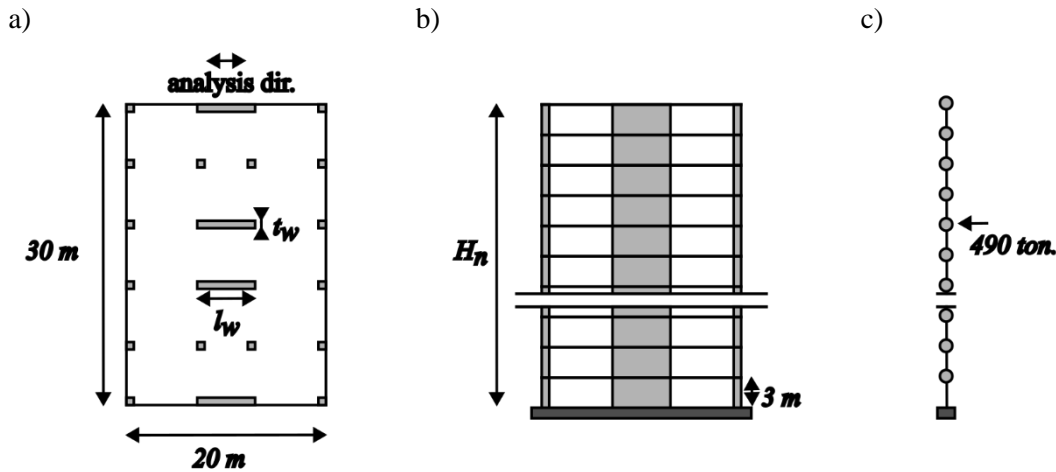 a)
b)
c)
analysis dir.
30 m
t_w
l_w
20 m
H_n
3 m
490 ton.